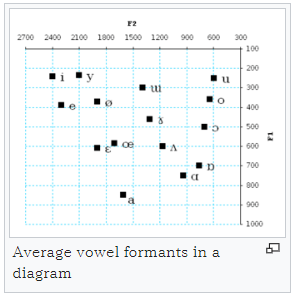 F2
2700 2400 2100 1800 1500 1200 900 600 300
100
i y u
200
ɯ
300
e ø o
400
ɤ ɔ
500
ɛ œ ʌ
600
ɒ
700
ɑ
800
a
900
1000
F1
Average vowel formants in a
diagram